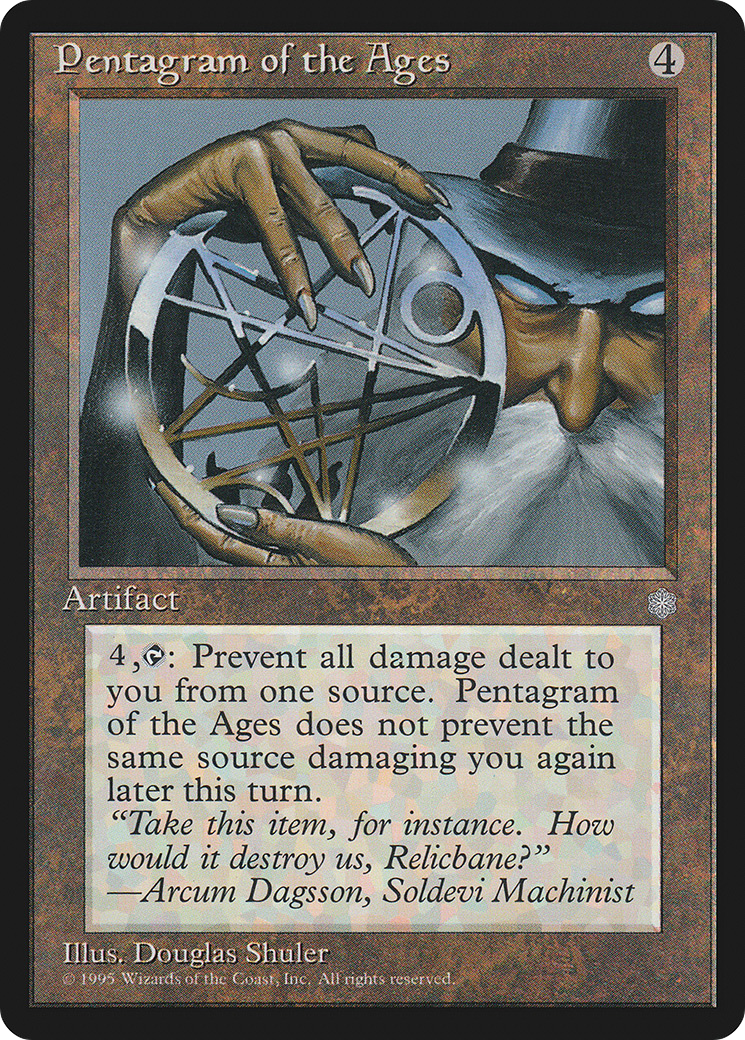 Pentagram of the Ages 4
Artifact
4,: Prevent all damage dealt to
you from one source. Pentagram
of the Ages does not prevent the
same source damaging you again
later this turn.
“Take this item, for instance. How
would it destroy us, Relicbane?”
—Arcum Dagsson, Soldevi Machinist
Illus. Douglas Shuler
© 1995 Wizards of the Coast, Inc. All rights reserved.